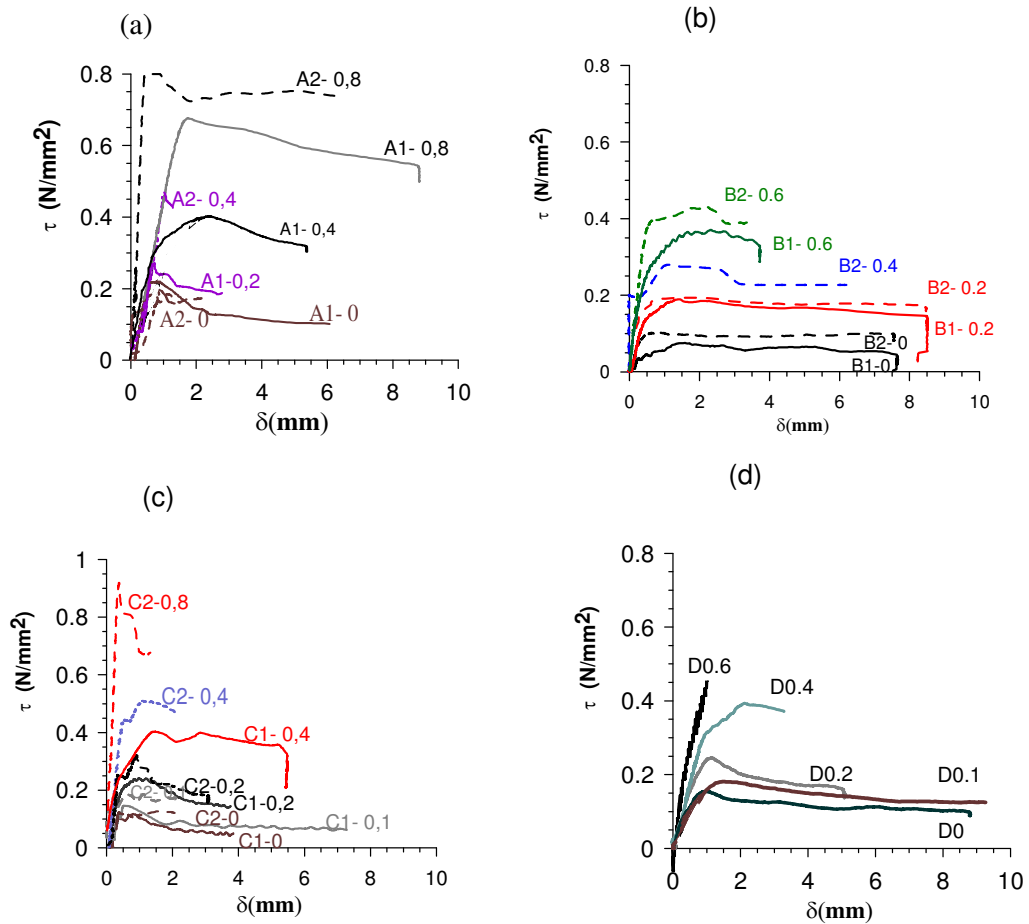 (a)
0.8
0.6
0.4
0.2
0
τ (N/mm²)
A2- 0,8
A1- 0,8
A2- 0,4
A1- 0,4
A1-0,2
A2- 0
A1- 0
0 2 4 6 8 10
δ(mm)
(b)
0.8
0.6
0.4
0.2
0
τ (N/mm²)
B2- 0.6
B1- 0.6
B2- 0.4
B2- 0.2
B1- 0.2
B2- 0
B1- 0
0 2 4 6 8 10
δ(mm)
(c)
1
0.8
0.6
0.4
0.2
0
τ (N/mm²)
C2-0,8
C2- 0,4
C1- 0,4
C2-0,2
C2-0,1
C1-0,2
C2-0
C1-0,1
C1-0
0 2 4 6 8 10
δ(mm)
(d)
0.8
0.6
0.4
0.2
0
τ (N/mm²)
D0.6
D0.4
D0.2
D0.1
D0
0 2 4 6 8 10
δ(mm)